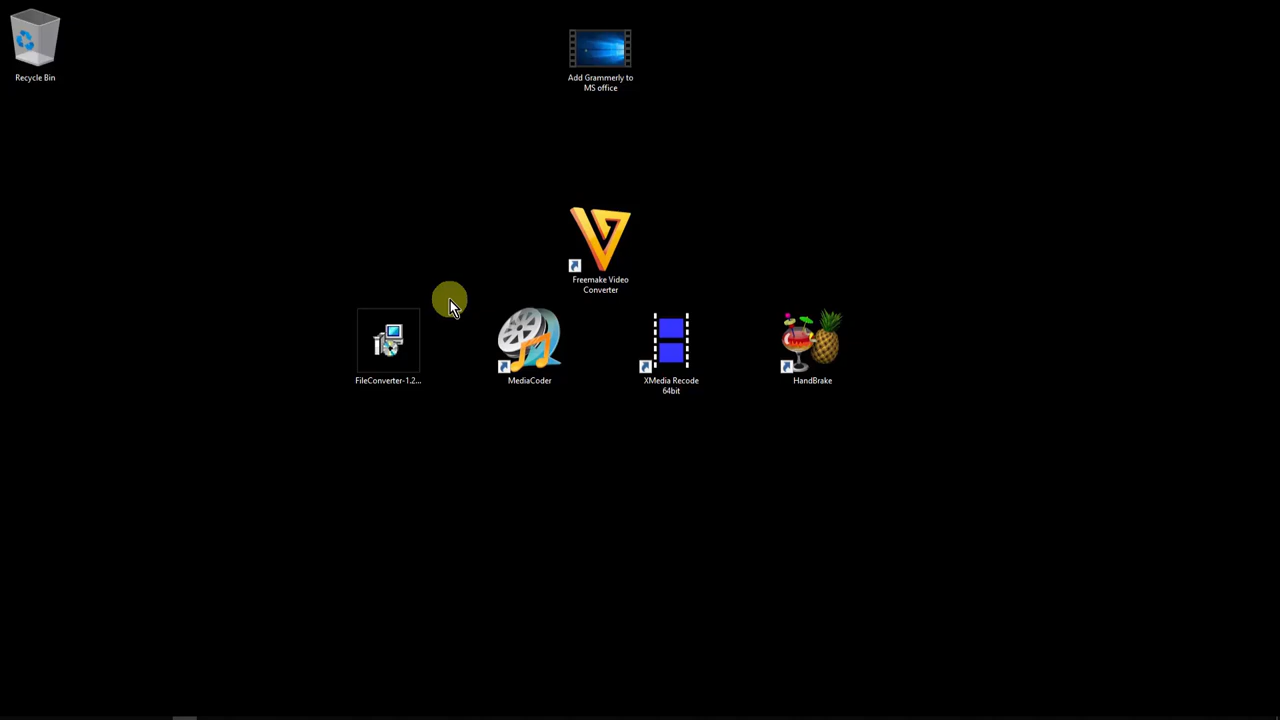 Recycle Bin
Add Grammerly to
MS office
Freemake Video
Converter
FileConverter-1.2...
MediaCoder
XMedia Recode
64bit
HandBrake